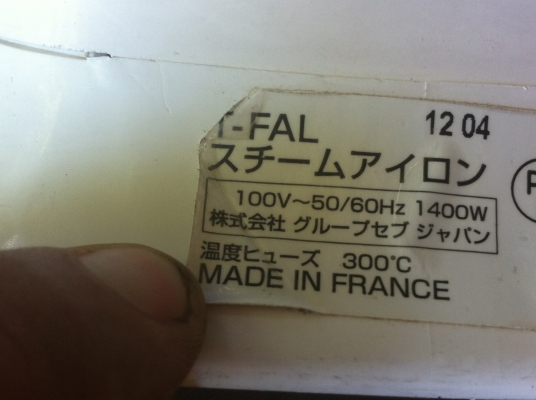 T-FAL 12 04
スチームアイロン
100V～50/60Hz 1400W
株式会社 グループセブ ジャパン
温度ヒューズ 300℃
MADE IN FRANCE